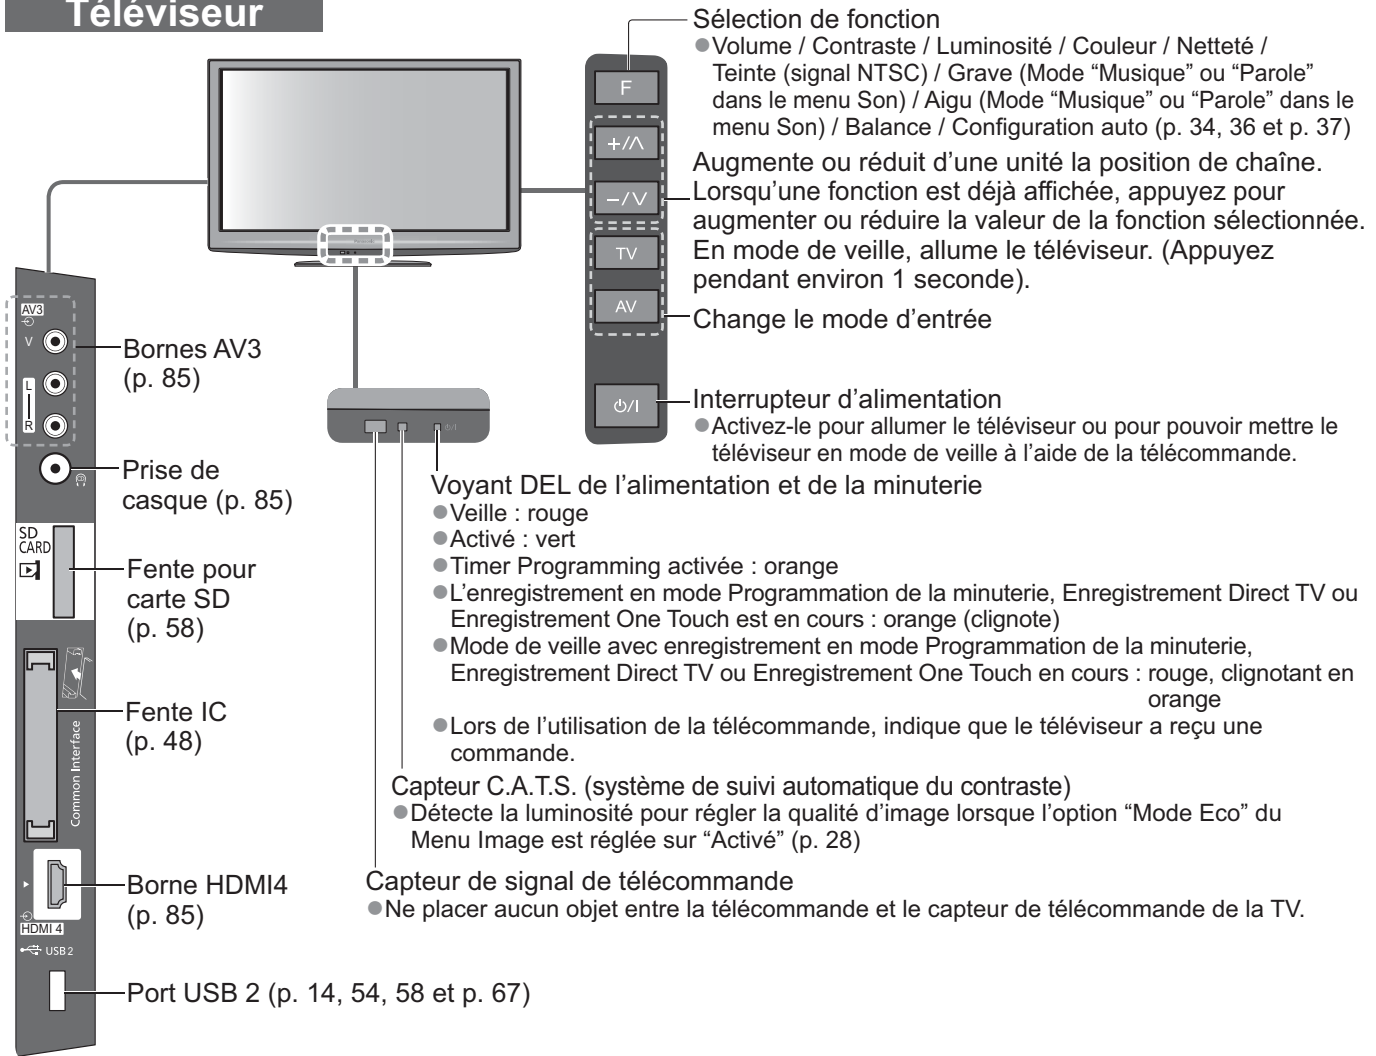 Téléviseur
Sélection de fonction
●Volume / Contraste / Luminosité / Couleur / Netteté /
Teinte (signal NTSC) / Grave (Mode “Musique” ou “Parole”
dans le menu Son) / Aigu (Mode “Musique” ou “Parole” dans le
menu Son) / Balance / Configuration auto (p. 34, 36 et p. 37)
Augmente ou réduit d’une unité la position de chaîne.
Lorsqu’une fonction est déjà affichée, appuyez pour
augmenter ou réduire la valeur de la fonction sélectionnée.
En mode de veille, allume le téléviseur. (Appuyez
pendant environ 1 seconde).
Change le mode d’entrée
Interrupteur d’alimentation
●Activez-le pour allumer le téléviseur ou pour pouvoir mettre le
téléviseur en mode de veille à l’aide de la télécommande.
F
+/∧
−/∨
TV
AV
⏻/I
Panasonic
⏻/I
Voyant DEL de l’alimentation et de la minuterie
●Veille : rouge
●Activé : vert
●Timer Programming activée : orange
●L’enregistrement en mode Programmation de la minuterie, Enregistrement Direct TV ou
Enregistrement One Touch est en cours : orange (clignote)
●Mode de veille avec enregistrement en mode Programmation de la minuterie,
Enregistrement Direct TV ou Enregistrement One Touch en cours : rouge, clignotant en
orange
●Lors de l’utilisation de la télécommande, indique que le téléviseur a reçu une
commande.
Capteur C.A.T.S. (système de suivi automatique du contraste)
●Détecte la luminosité pour régler la qualité d’image lorsque l’option “Mode Eco” du
Menu Image est réglée sur “Activé” (p. 28)
Capteur de signal de télécommande
●Ne placer aucun objet entre la télécommande et le capteur de télécommande de la TV.
AV3
V
L
R
Bornes AV3
(p. 85)
Prise de
casque (p. 85)
SD
CARD
Fente pour
carte SD
(p. 58)
Common Interface
Fente IC
(p. 48)
HDMI 4
Borne HDMI4
(p. 85)
USB 2
Port USB 2 (p. 14, 54, 58 et p. 67)